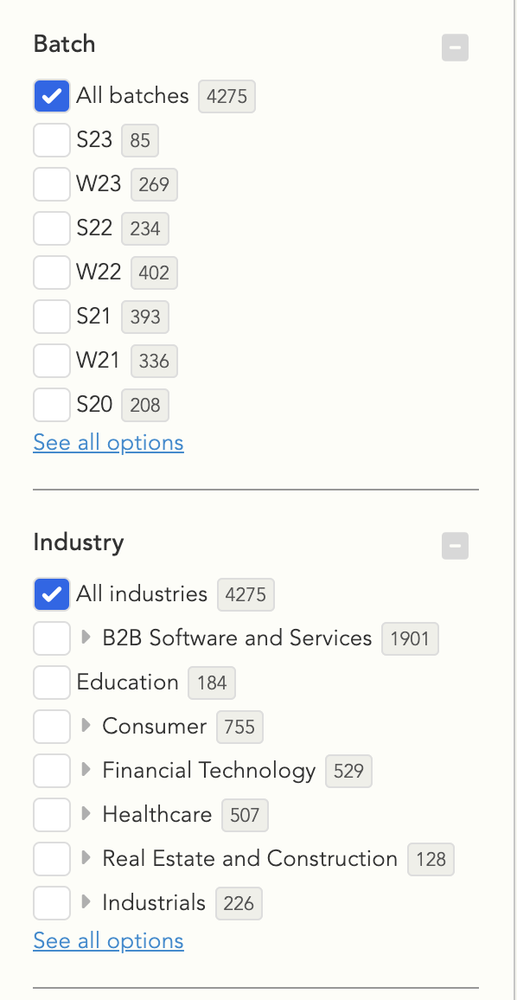 Batch
All batches 4275
S23 85
W23 269
S22 234
W22 402
S21 393
W21 336
S20 208
See all options
Industry
All industries 4275
B2B Software and Services 1901
Education 184
Consumer 755
Financial Technology 529
Healthcare 507
Real Estate and Construction 128
Industrials 226
See all options